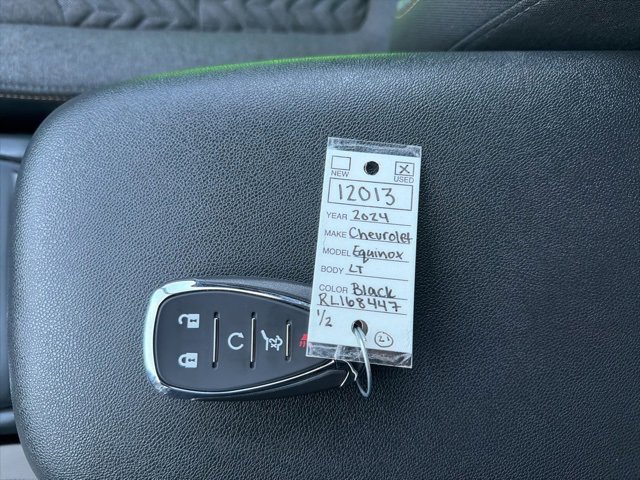 NEW USED
12013
YEAR 2024
MAKE Chevrolet
MODEL Equinox
BODY LT
COLOR Black
RL168447
1/2